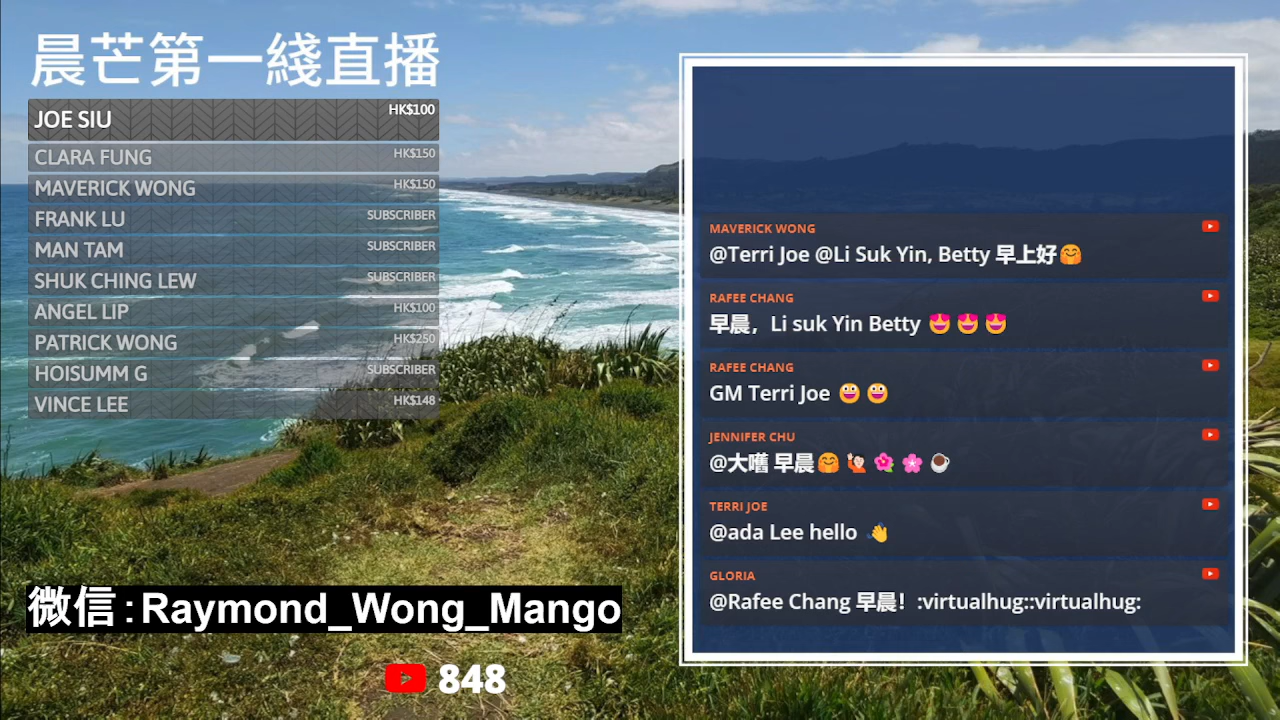 晨芒第一綫直播
JOE SIU HK$100
CLARA FUNG HK$150
MAVERICK WONG HK$150
FRANK LU SUBSCRIBER
MAN TAM SUBSCRIBER
SHUK CHING LEW SUBSCRIBER
ANGEL LIP HK$100
PATRICK WONG HK$250
HOISUMM G SUBSCRIBER
VINCE LEE HK$148
微信:Raymond_Wong_Mango
848
MAVERICK WONG
@Terri Joe @Li Suk Yin, Betty 早上好🤗
RAFEE CHANG
早晨，Li suk Yin Betty 😍😍😍
RAFEE CHANG
GM Terri Joe 😀😀
JENNIFER CHU
@大嚿 早晨🤗🙋🏻🌺🌸☕
TERRI JOE
@ada Lee hello 👋
GLORIA
@Rafee Chang 早晨！:virtualhug::virtualhug: